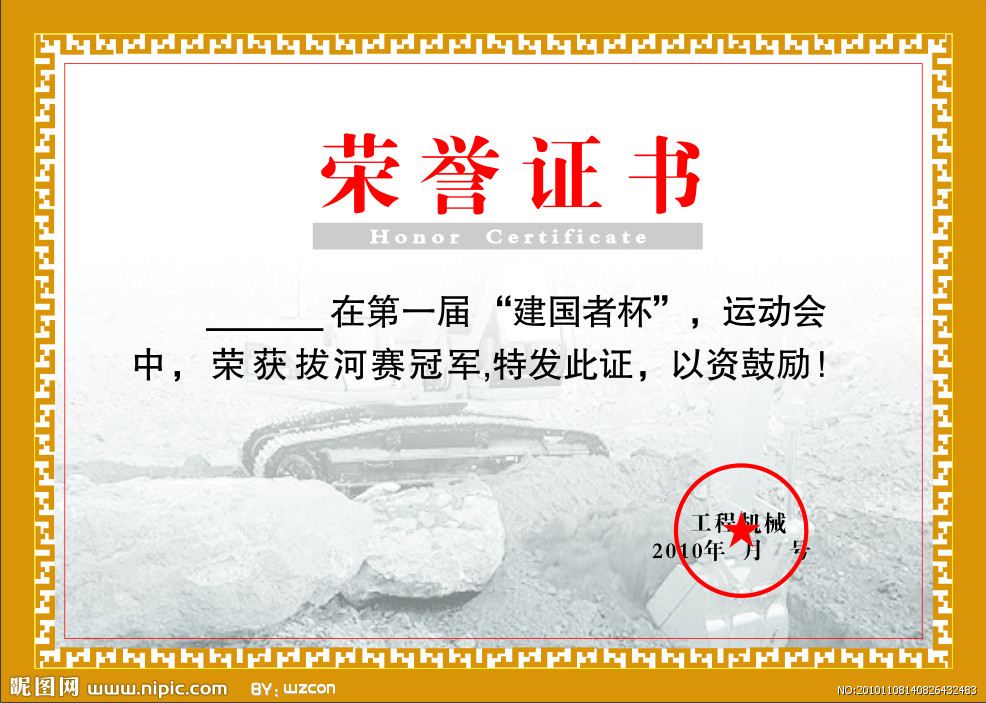 荣誉证书
Honor Certificate
______在第一届“建国者杯”，运动会
中，荣获拔河赛冠军,特发此证，以资鼓励!
工程机械
2010年 月 号
昵图网 www.nipic.com BY:wzcon
NO:20101108140826432483